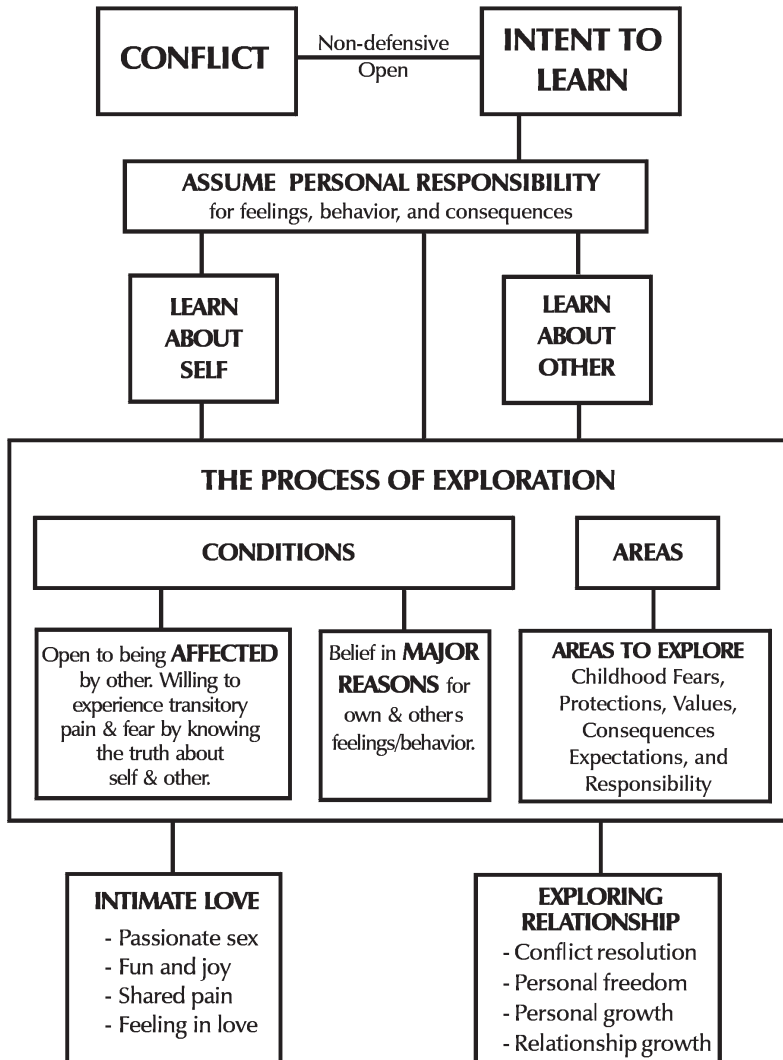 CONFLICT
Non-defensive
Open
INTENT TO
LEARN
ASSUME PERSONAL RESPONSIBILITY
for feelings, behavior, and consequences
LEARN
ABOUT
SELF
LEARN
ABOUT
OTHER
THE PROCESS OF EXPLORATION
CONDITIONS
AREAS
Open to being AFFECTED
by other. Willing to
experience transitory
pain & fear by knowing
the truth about
self & other.
Belief in MAJOR
REASONS for
own & others
feelings/behavior.
AREAS TO EXPLORE
Childhood Fears,
Protections, Values,
Consequences
Expectations, and
Responsibility
INTIMATE LOVE
- Passionate sex
- Fun and joy
- Shared pain
- Feeling in love
EXPLORING
RELATIONSHIP
- Conflict resolution
- Personal freedom
- Personal growth
- Relationship growth